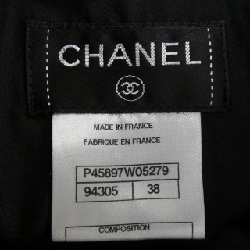 CHANEL
MADE IN FRANCE
FABRIQUE EN FRANCE
P45897W05279
94305 38
COMPOSITION